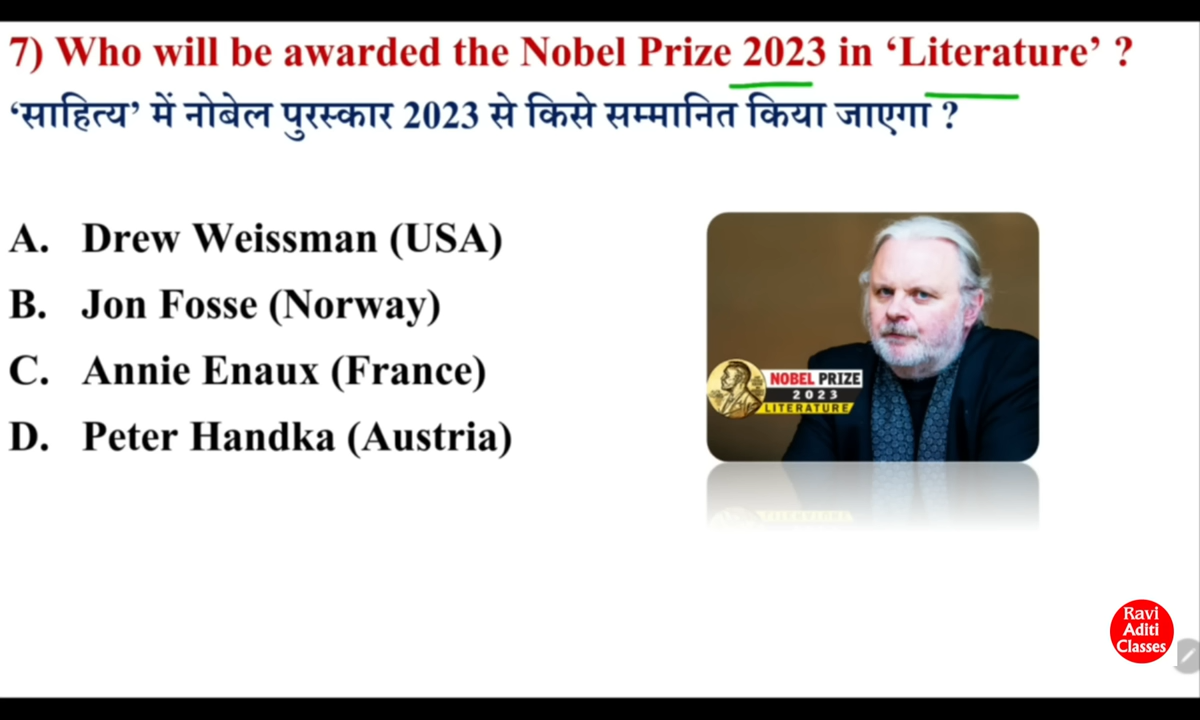 7) Who will be awarded the Nobel Prize 2023 in ‘Literature’ ?
‘साहित्य’ में नोबेल पुरस्कार 2023 से किसे सम्मानित किया जाएगा ?
A. Drew Weissman (USA)
B. Jon Fosse (Norway)
C. Annie Enaux (France)
D. Peter Handka (Austria)
NOBEL PRIZE
2023
LITERATURE
Ravi
Aditi
Classes